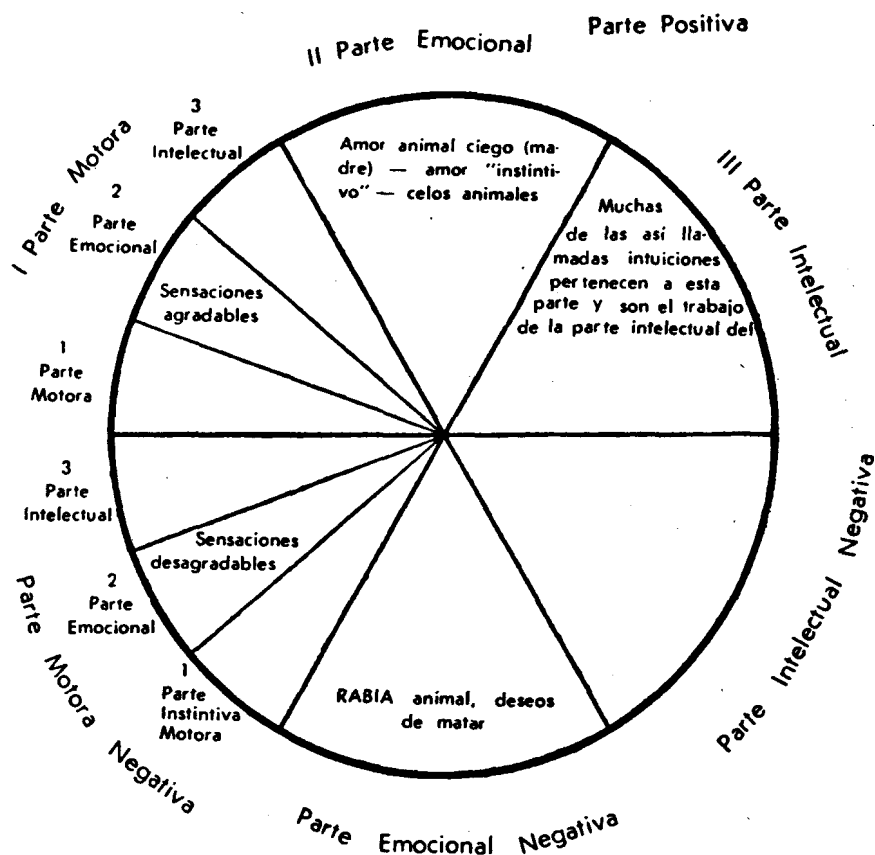 II Parte Emocional
Parte Positiva
I Parte Motora
3
Parte
Intelectual
2
Parte
Emocional
1
Parte
Motora
Amor animal ciego (ma-
dre) — amor "instinti-
vo" — celos animales
Sensaciones
agradables
III Parte Intelectual
Muchas
de las así lla-
madas intuiciones
pertenecen a esta
parte y son el trabajo
de la parte intelectual def
3
Parte
Intelectual
2
Parte
Emocional
1
Parte
Instintiva
Motora
Sensaciones
desagradables
Parte Motora Negativa
RABIA animal, deseos
de matar
Parte Emocional Negativa
Parte Intelectual Negativa